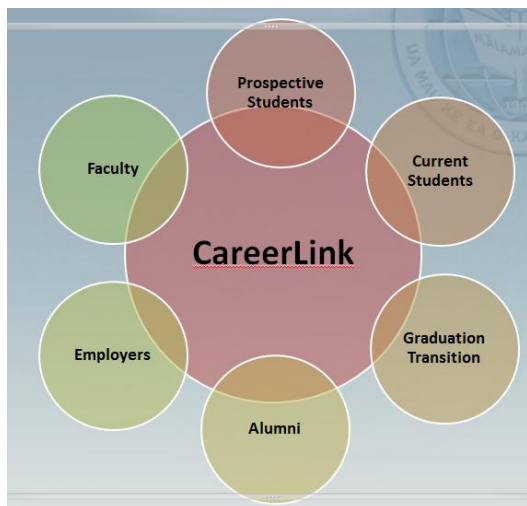 Prospective
Students
Faculty
Current
Students
CareerLink
Employers
Graduation
Transition
Alumni